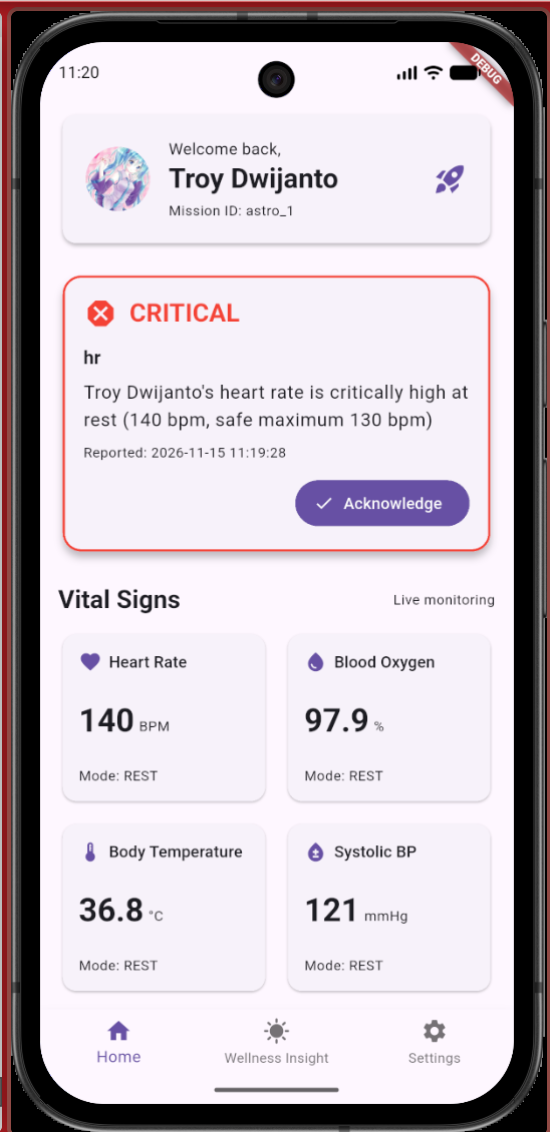 11:20
DEBUG
Welcome back,
Troy Dwijanto
Mission ID: astro_1
CRITICAL
hr
Troy Dwijanto's heart rate is critically high at
rest (140 bpm, safe maximum 130 bpm)
Reported: 2026-11-15 11:19:28
Acknowledge
Vital Signs
Live monitoring
Heart Rate
140 BPM
Mode: REST
Blood Oxygen
97.9 %
Mode: REST
Body Temperature
36.8 °C
Mode: REST
Systolic BP
121 mmHg
Mode: REST
Home
Wellness Insight
Settings